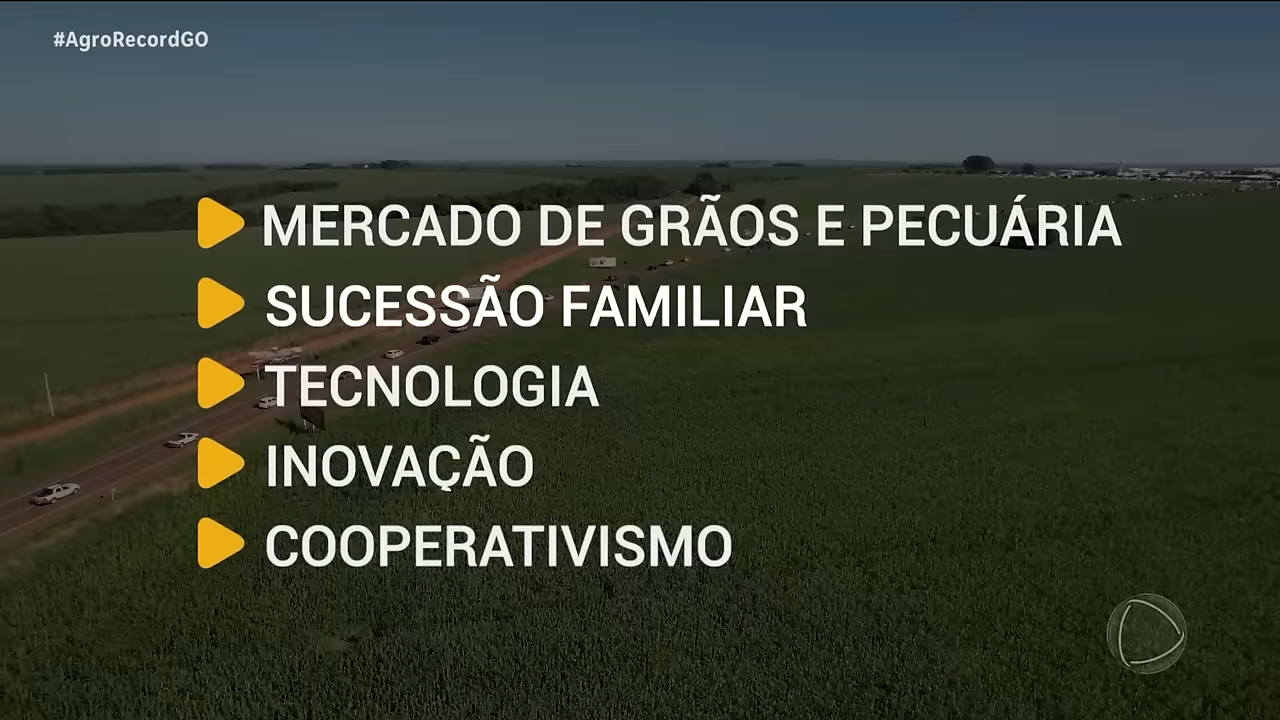 #AgroRecordGO
MERCADO DE GRÃOS E PECUÁRIA
SUCESSÃO FAMILIAR
TECNOLOGIA
INOVAÇÃO
COOPERATIVISMO